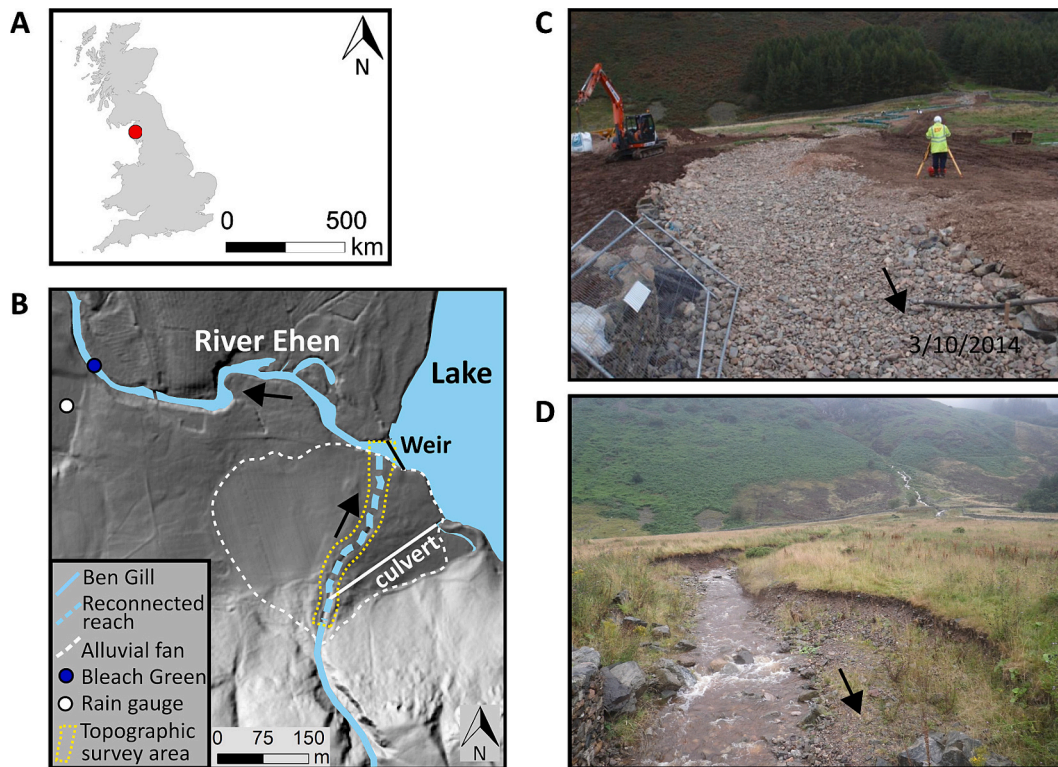 A
N
0 500
km
B
River Ehen
Lake
Weir
culvert
Ben Gill
Reconnected
reach
Alluvial fan
Bleach Green
Rain gauge
Topographic
survey area
0 75 150
m
N
C
3/10/2014
D